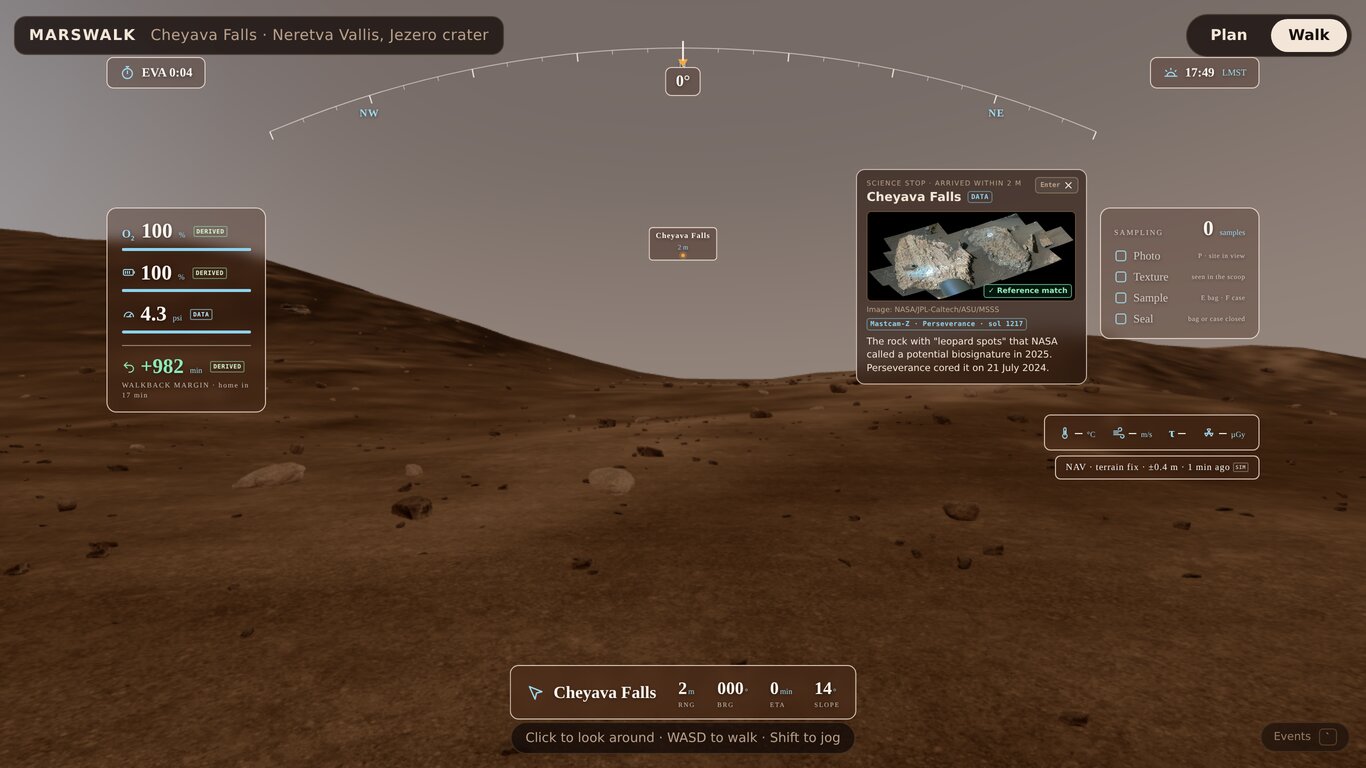 MARSWALK Cheyava Falls · Neretva Vallis, Jezero crater
Plan Walk
EVA 0:04
0°
17:49 LMST
NW
NE
O₂ 100 % DERIVED
100 % DERIVED
4.3 psi DATA
+982 min DERIVED
WALKBACK MARGIN · home in
17 min
Cheyava Falls
2 m
SCIENCE STOP · ARRIVED WITHIN 2 M
Enter ✕
Cheyava Falls DATA
✓ Reference match
Image: NASA/JPL-Caltech/ASU/MSSS
Mastcam-Z · Perseverance · sol 1217
The rock with "leopard spots" that NASA
called a potential biosignature in 2025.
Perseverance cored it on 21 July 2024.
SAMPLING 0 samples
Photo P · site in view
Texture seen in the scoop
Sample E bag · F case
Seal bag or case closed
— °C — m/s τ — — μGy
NAV · terrain fix · ±0.4 m · 1 min ago SIM
Cheyava Falls 2 m 000° 0 min 14°
RNG BRG ETA SLOPE
Click to look around · WASD to walk · Shift to jog
Events `